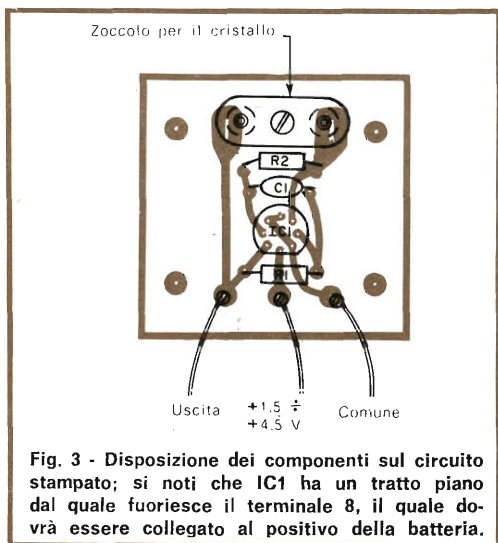 Zoccolo per il cristallo
R2
C1
IC1
R1
Uscita
+1,5 ÷
+4,5 V
Comune
Fig. 3 - Disposizione dei componenti sul circuito
stampato; si noti che IC1 ha un tratto piano
dal quale fuoriesce il terminale 8, il quale do-
vrà essere collegato al positivo della batteria.